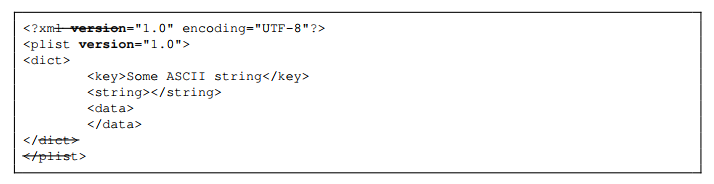 <?xml version="1.0" encoding="UTF-8"?>
<plist version="1.0">
<dict>
<key>Some ASCII string</key>
<string></string>
<data>
</data>
</dict>
</plist>